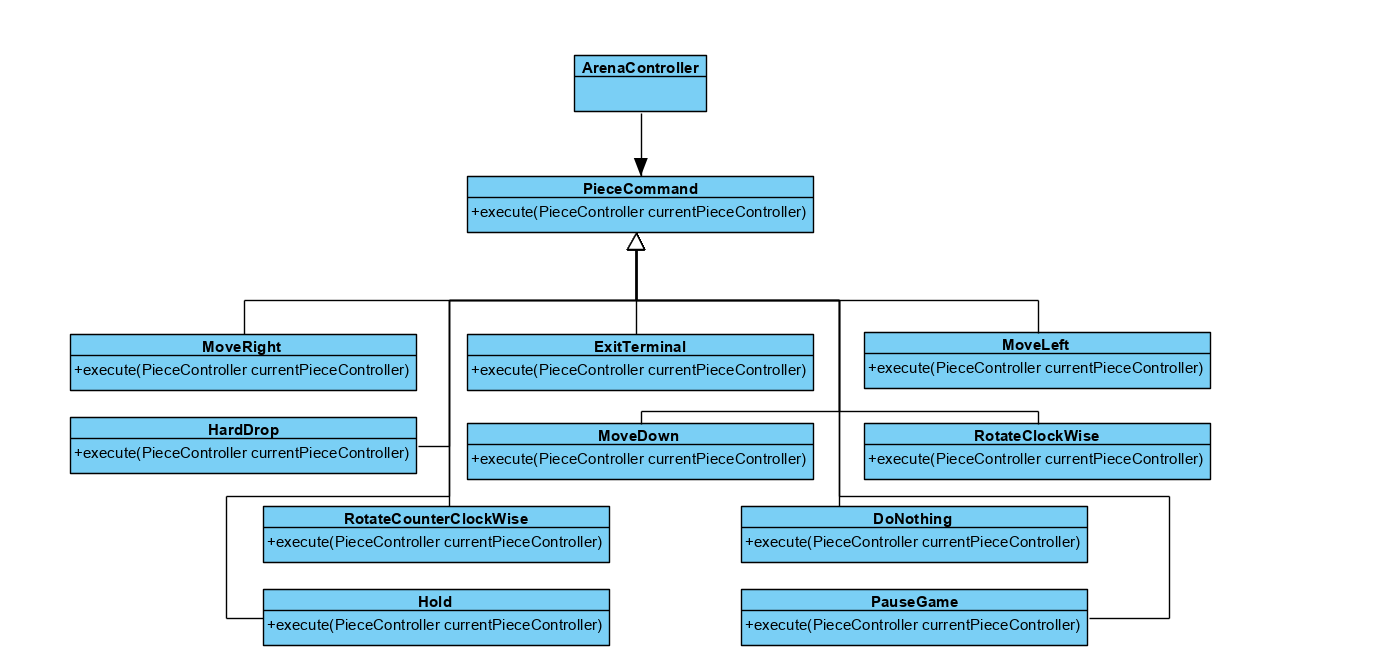 ArenaController
PieceCommand
+execute(PieceController currentPieceController)
MoveRight
+execute(PieceController currentPieceController)
ExitTerminal
+execute(PieceController currentPieceController)
MoveLeft
+execute(PieceController currentPieceController)
HardDrop
+execute(PieceController currentPieceController)
MoveDown
+execute(PieceController currentPieceController)
RotateClockWise
+execute(PieceController currentPieceController)
RotateCounterClockWise
+execute(PieceController currentPieceController)
DoNothing
+execute(PieceController currentPieceController)
Hold
+execute(PieceController currentPieceController)
PauseGame
+execute(PieceController currentPieceController)